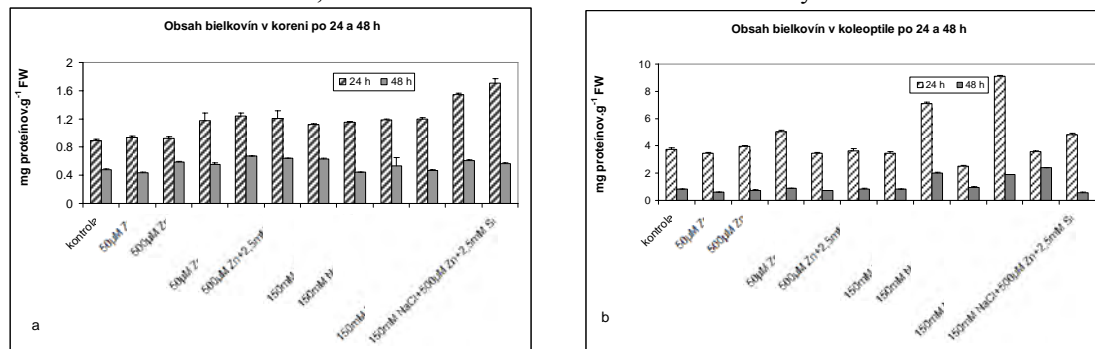 Obsah bielkovín v koreni po 24 a 48 h
mg proteínov.g-1 FW
2
1.6
1.2
0.8
0.4
0
24 h
48 h
kontrola
50µM
500µM Zn
50µM
500µM Zn+2,5mM
150mM
150mM
150mM
150mM NaCl+500µM Zn+2,5mM Si
a
Obsah bielkovín v koleoptile po 24 a 48 h
mg proteínov.g-1 FW
10
8
6
4
2
0
24 h
48 h
kontrola
50µM
500µM Zn
50µM
500µM Zn+2,5mM
150mM
150mM
150mM
150mM NaCl+500µM Zn+2,5mM Si
b